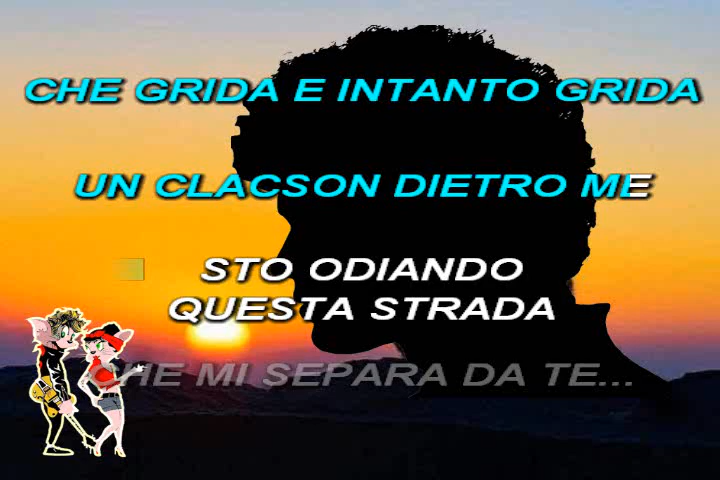 CHE GRIDA E INTANTO GRIDA
UN CLACSON DIETRO ME
STO ODIANDO
QUESTA STRADA
CHE MI SEPARA DA TE...